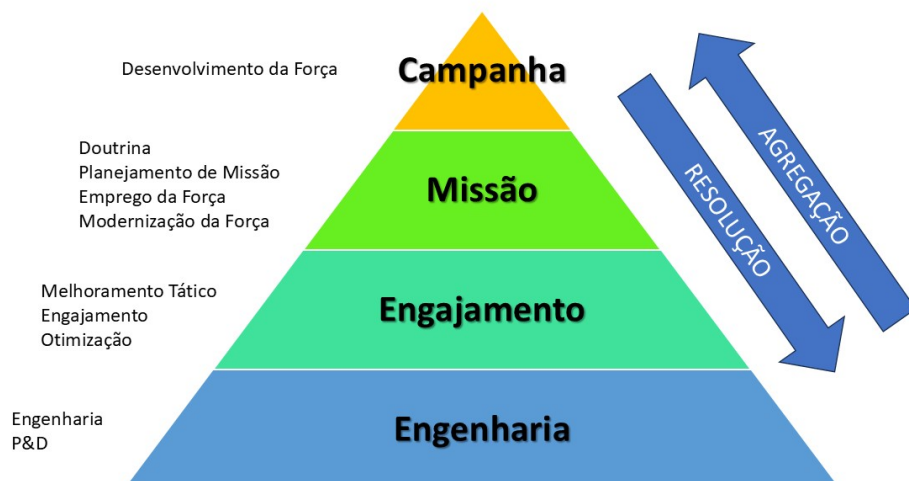 Desenvolvimento da Força
Campanha
Doutrina
Planejamento de Missão
Emprego da Força
Modernização da Força
Missão
Melhoramento Tático
Engajamento
Otimização
Engajamento
Engenharia
P&D
Engenharia
RESOLUÇÃO
AGREGAÇÃO